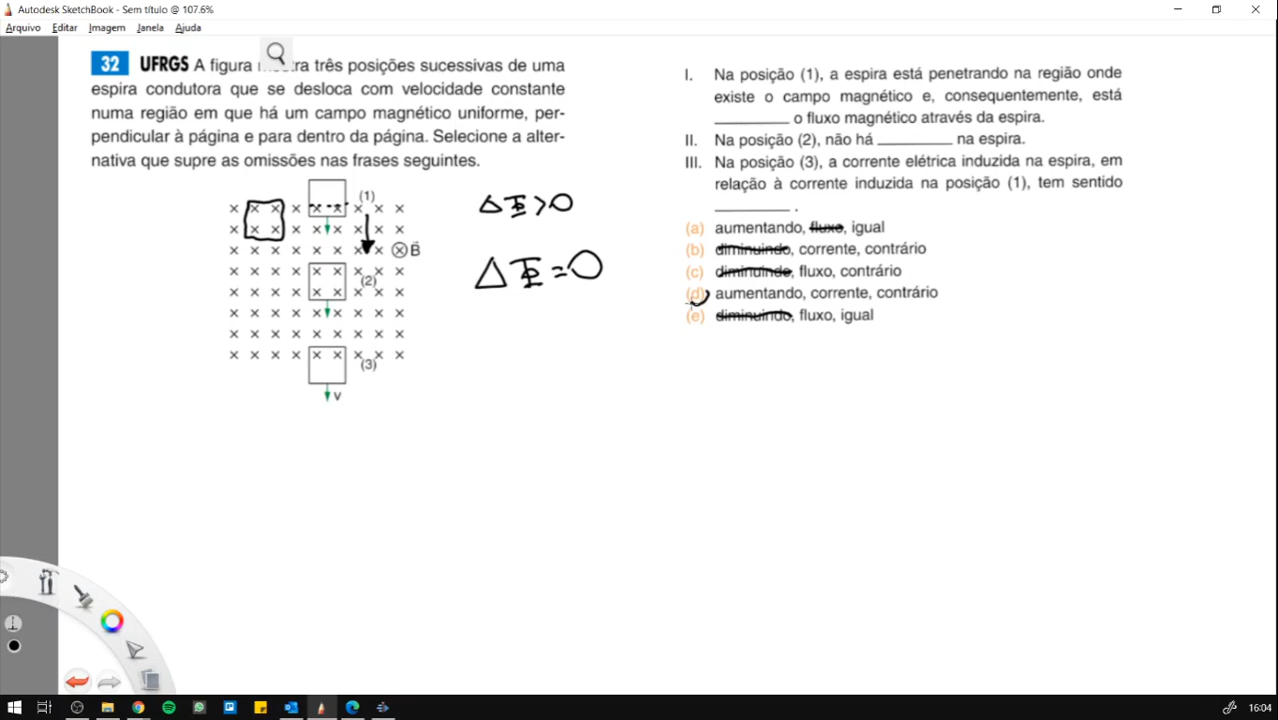 Autodesk SketchBook - Sem título @ 107.6%
Arquivo Editar Imagem Janela Ajuda
32 UFRGS A figura três posições sucessivas de uma
espira condutora que se desloca com velocidade constante
numa região em que há um campo magnético uniforme, per-
pendicular à página e para dentro da página. Selecione a alter-
nativa que supre as omissões nas frases seguintes.
(1)
B
(2)
(3)
v
ΔΦ>0
ΔΦ=0
I. Na posição (1), a espira está penetrando na região onde
existe o campo magnético e, consequentemente, está
________ o fluxo magnético através da espira.
II. Na posição (2), não há ________ na espira.
III. Na posição (3), a corrente elétrica induzida na espira, em
relação à corrente induzida na posição (1), tem sentido
________ .
(a) aumentando, fluxo, igual
(b) diminuindo, corrente, contrário
(c) diminuindo, fluxo, contrário
(d) aumentando, corrente, contrário
(e) diminuindo, fluxo, igual
16:04